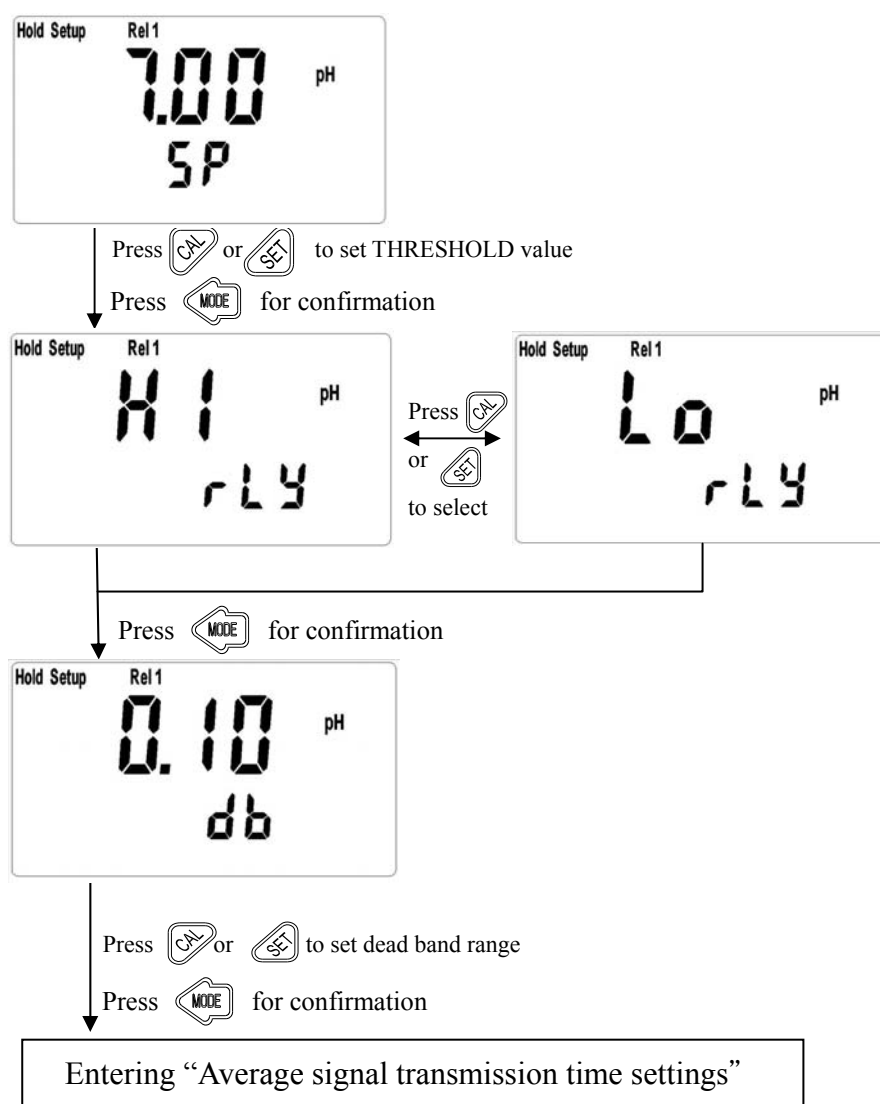 Hold Setup Rel 1
7.00 pH
SP
Press CAL or SET to set THRESHOLD value
Press MODE for confirmation
Hold Setup Rel 1
HI pH
rLY
Press CAL
or SET
to select
Hold Setup Rel 1
Lo pH
rLY
Press MODE for confirmation
Hold Setup Rel 1
0.10 pH
db
Press CAL or SET to set dead band range
Press MODE for confirmation
Entering “Average signal transmission time settings”